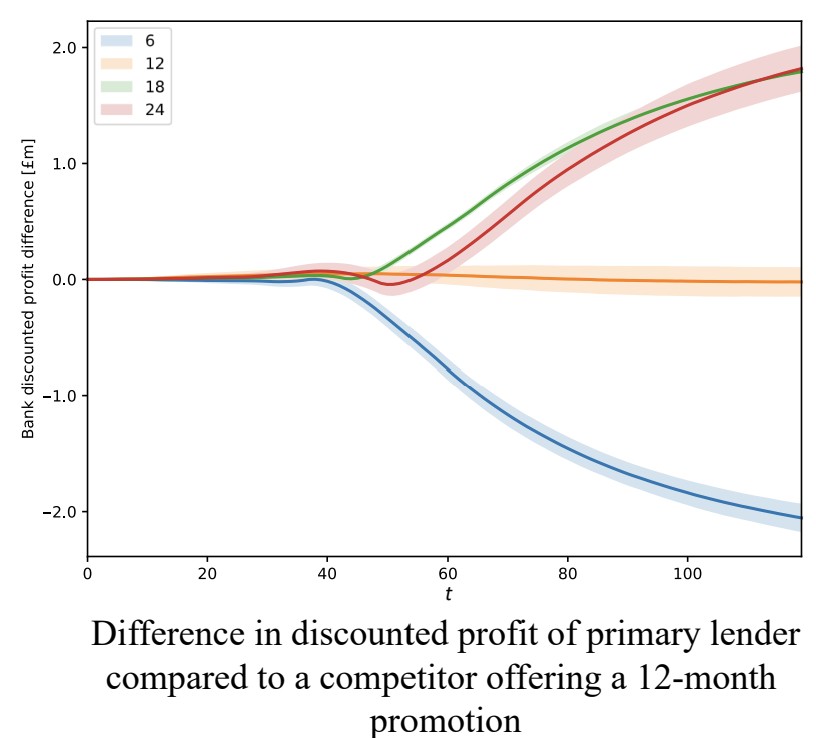 2.0
1.0
0.0
−1.0
−2.0
Bank discounted profit difference [£m]
6
12
18
24
0 20 40 60 80 100
t
Difference in discounted profit of primary lender
compared to a competitor offering a 12-month
promotion